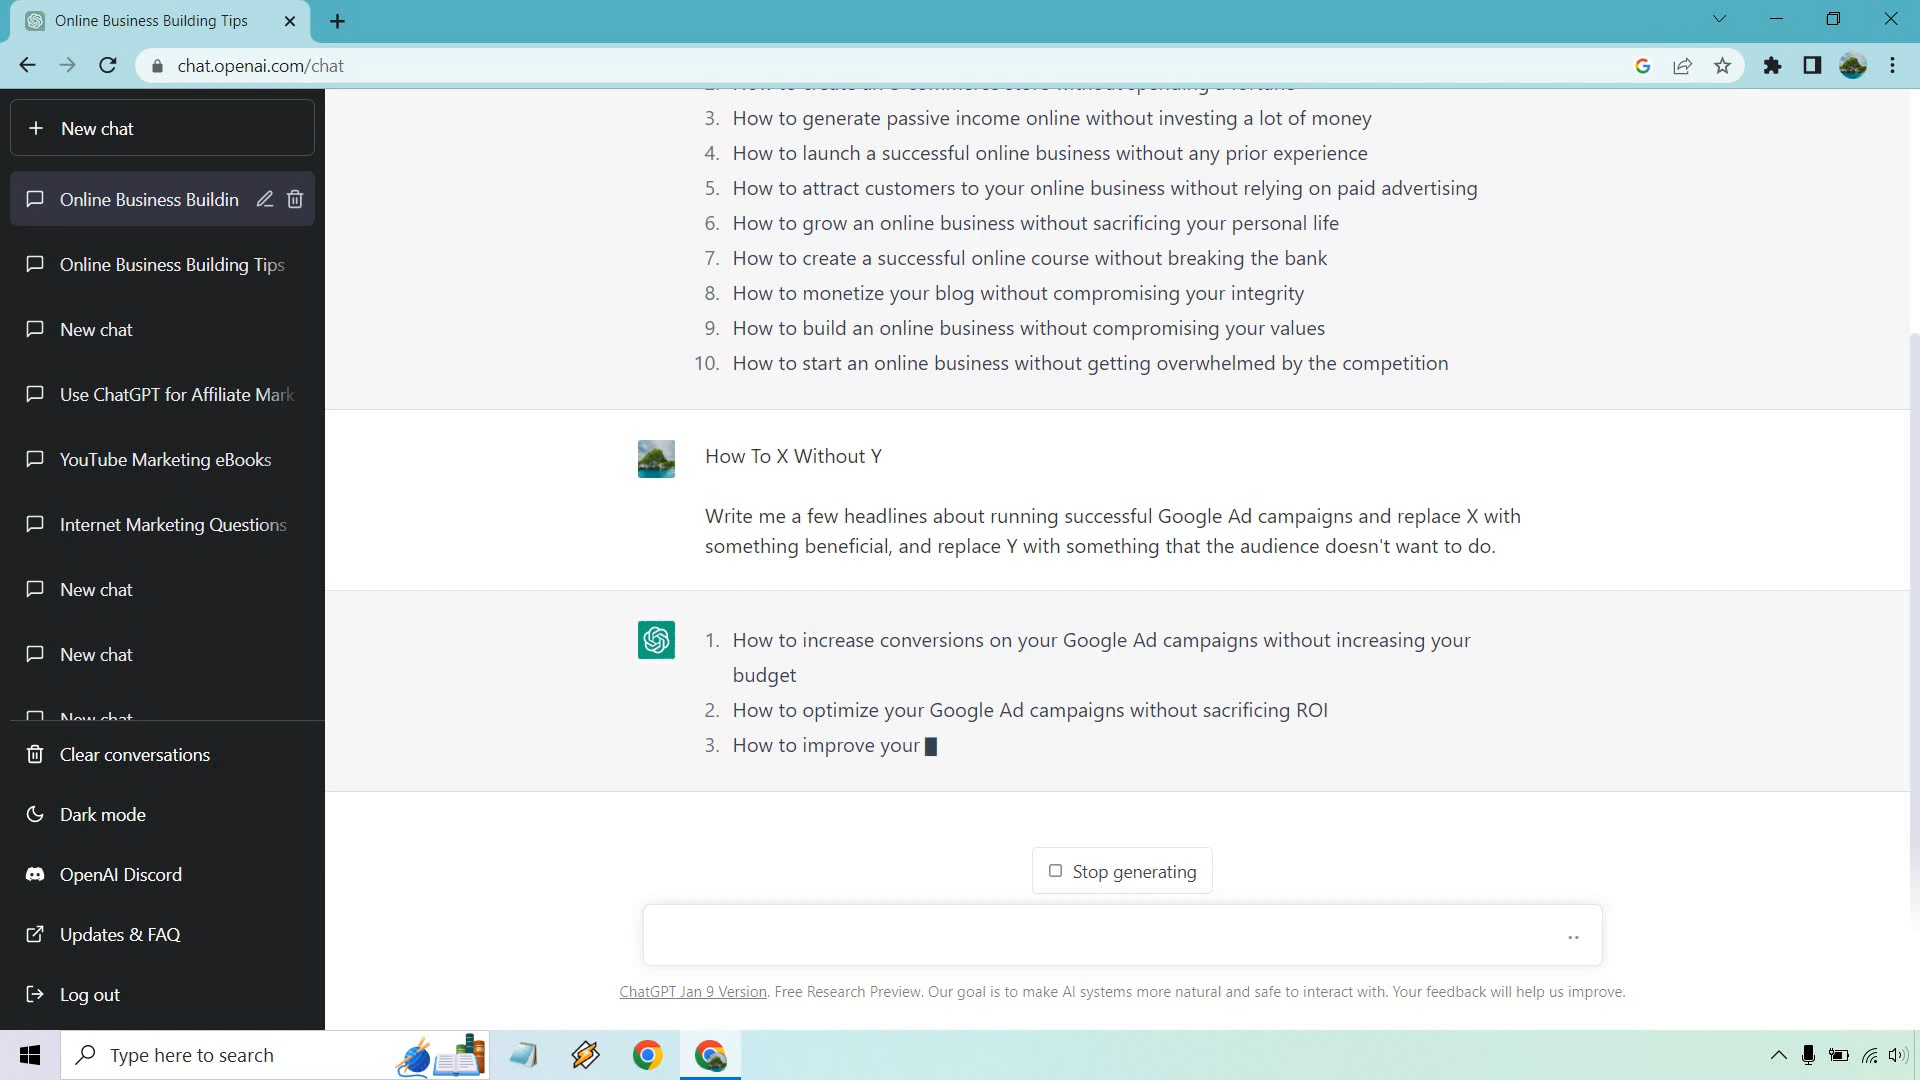 Online Business Building Tips
chat.openai.com/chat
New chat
Online Business Buildin
Online Business Building Tips
New chat
Use ChatGPT for Affiliate Mark
YouTube Marketing eBooks
Internet Marketing Questions
New chat
New chat
New chat
Clear conversations
Dark mode
OpenAI Discord
Updates & FAQ
Log out
2. How to create an e-commerce store without spending a fortune
3. How to generate passive income online without investing a lot of money
4. How to launch a successful online business without any prior experience
5. How to attract customers to your online business without relying on paid advertising
6. How to grow an online business without sacrificing your personal life
7. How to create a successful online course without breaking the bank
8. How to monetize your blog without compromising your integrity
9. How to build an online business without compromising your values
10. How to start an online business without getting overwhelmed by the competition
How To X Without Y
Write me a few headlines about running successful Google Ad campaigns and replace X with
something beneficial, and replace Y with something that the audience doesn't want to do.
1. How to increase conversions on your Google Ad campaigns without increasing your
budget
2. How to optimize your Google Ad campaigns without sacrificing ROI
3. How to improve your
Stop generating
ChatGPT Jan 9 Version. Free Research Preview. Our goal is to make AI systems more natural and safe to interact with. Your feedback will help us improve.
Type here to search